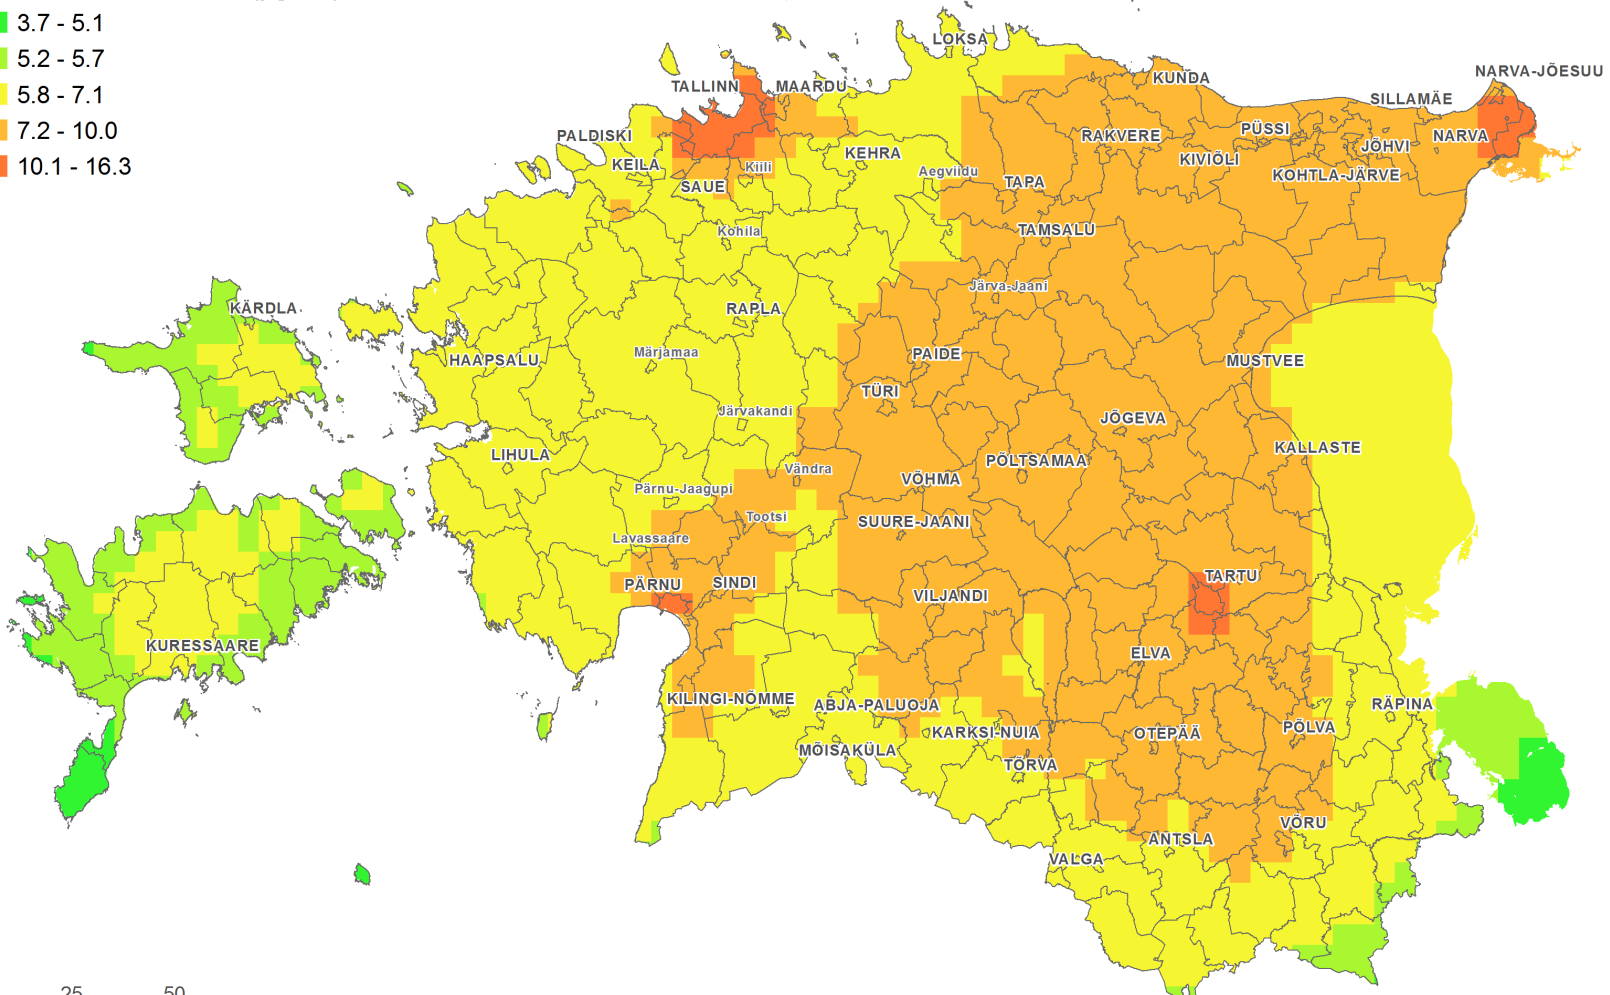 3.7 - 5.1
5.2 - 5.7
5.8 - 7.1
7.2 - 10.0
10.1 - 16.3
LOKSA
NARVA-JÕESUU
KUNDA
TALLINN
MAARDU
SILLAMÄE
PALDISKI
RAKVERE
PÜSSI
NARVA
KEHRA
JÕHVI
KEILA
Kiili
KIVIÕLI
Aegviidu
KOHTLA-JÄRVE
SAUE
TAPA
Kohila
TAMSALU
Järva-Jaani
KÄRDLA
RAPLA
HAAPSALU
Märjamaa
PAIDE
MUSTVEE
TÜRI
Järvakandi
JÕGEVA
KALLASTE
LIHULA
PÕLTSAMAA
Vändra
VÕHMA
Pärnu-Jaagupi
Tootsi
SUURE-JAANI
Lavassaare
TARTU
PÄRNU
SINDI
VILJANDI
KURESSAARE
ELVA
KILINGI-NÕMME
ABJA-PALUOJA
RÄPINA
KARKSI-NUIA
OTEPÄÄ
PÕLVA
MÕISAKÜLA
TÕRVA
VÕRU
ANTSLA
VALGA
25 50